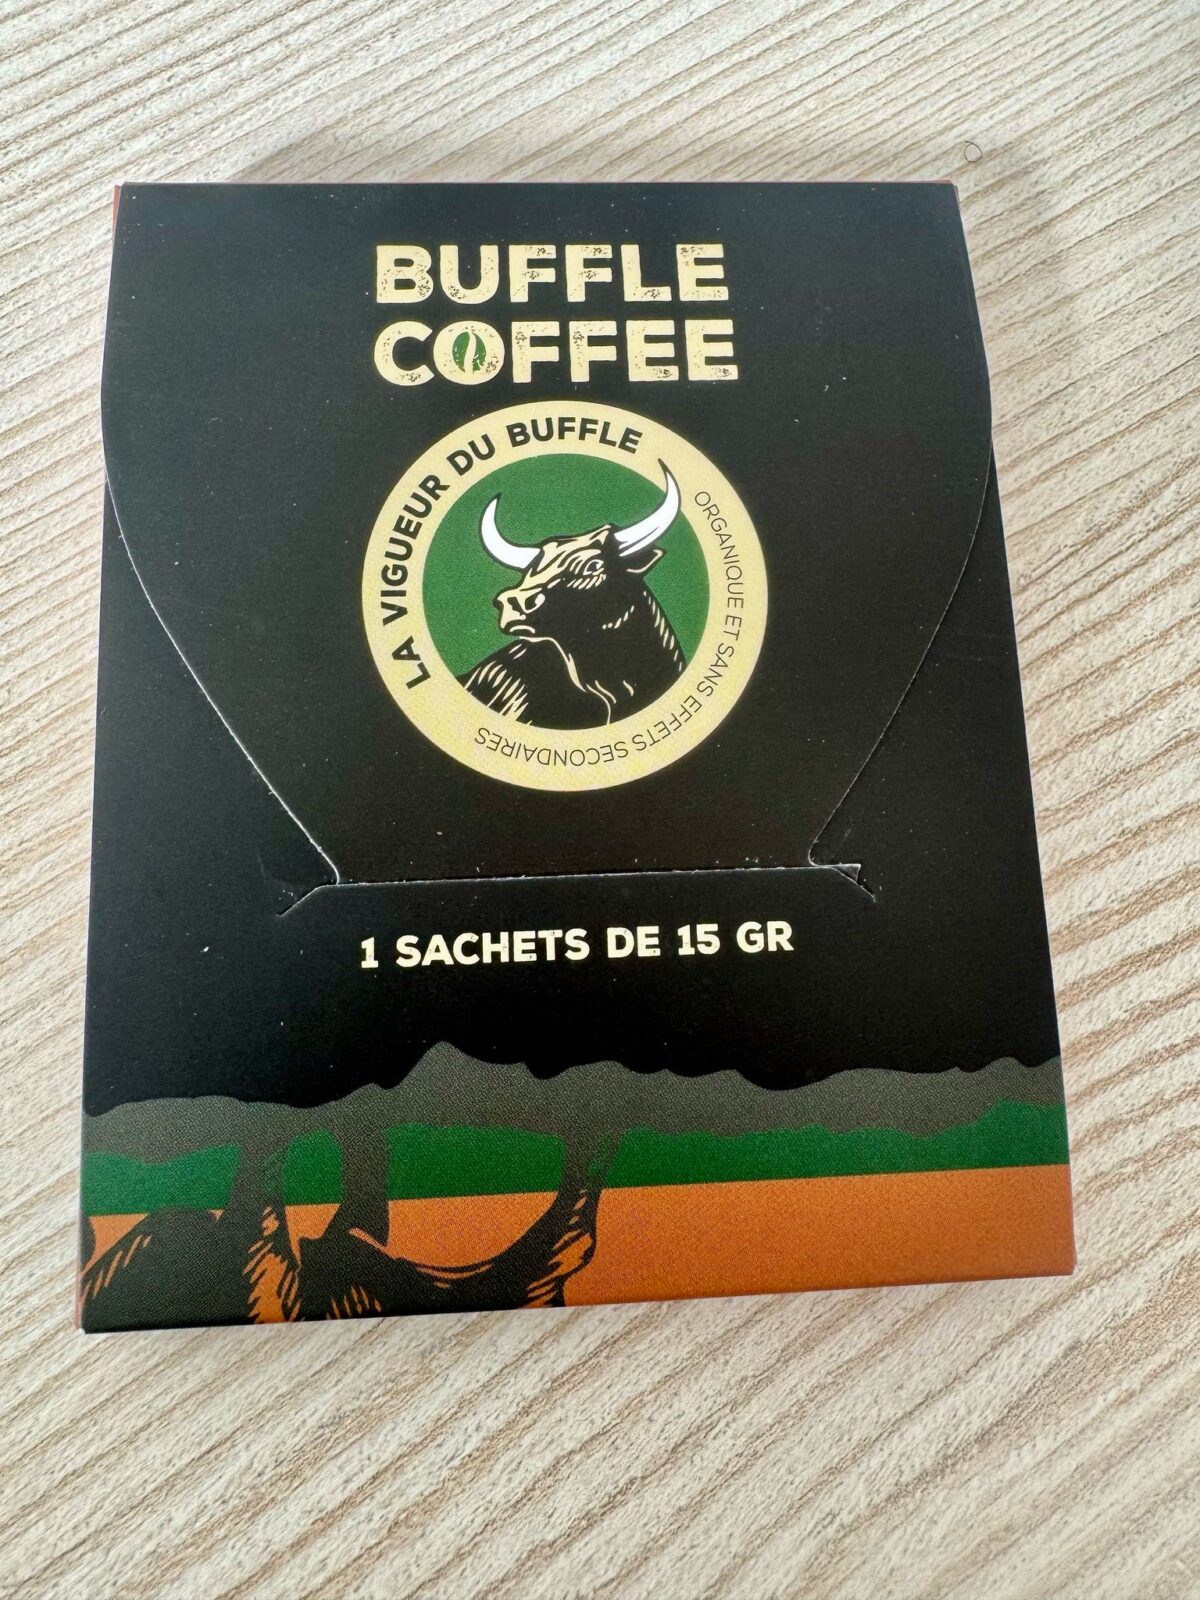 BUFFLE
COFFEE
LA VIGUEUR DU BUFFLE
ORGANIQUE ET SANS EFFETS SECONDAIRES
1 SACHETS DE 15 GR